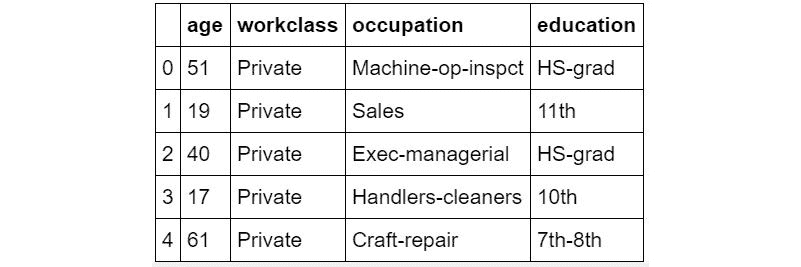 age workclass occupation education
0 51 Private Machine-op-inspct HS-grad
1 19 Private Sales 11th
2 40 Private Exec-managerial HS-grad
3 17 Private Handlers-cleaners 10th
4 61 Private Craft-repair 7th-8th